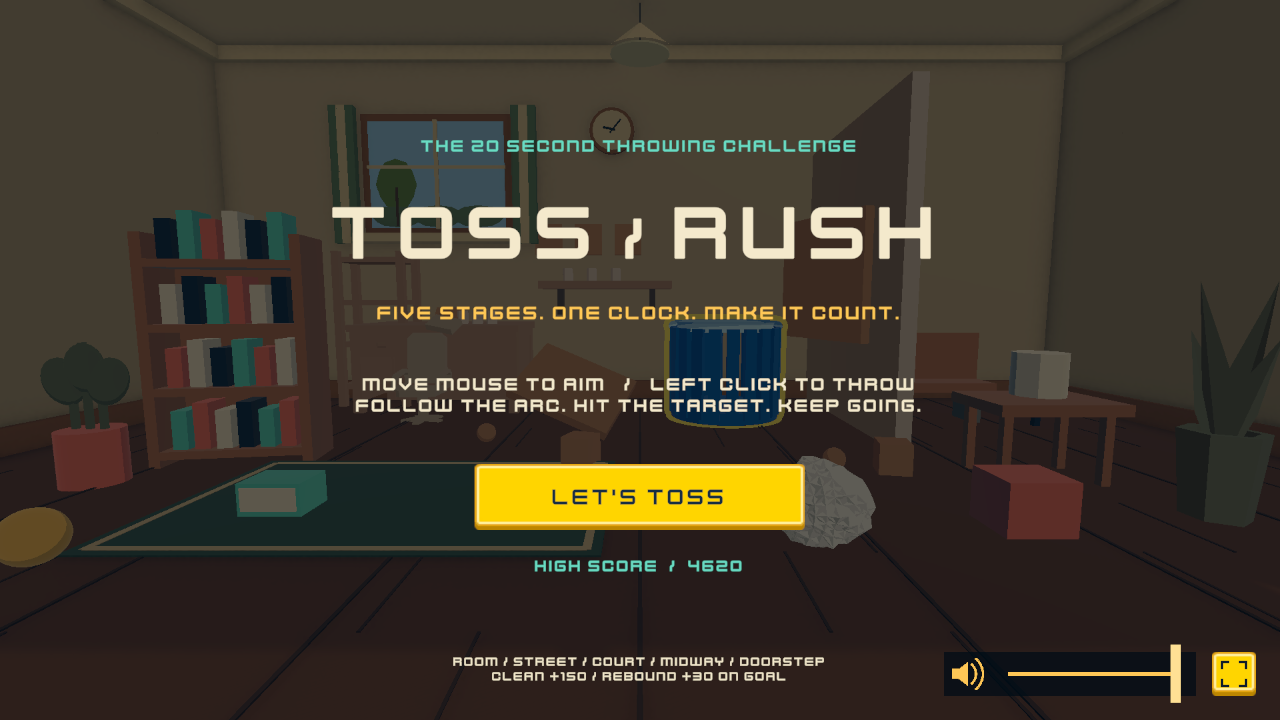 THE 20 SECOND THROWING CHALLENGE
TOSS / RUSH
FIVE STAGES. ONE CLOCK. MAKE IT COUNT.
MOVE MOUSE TO AIM / LEFT CLICK TO THROW
FOLLOW THE ARC. HIT THE TARGET. KEEP GOING.
LET'S TOSS
HIGH SCORE / 4620
ROOM / STREET / COURT / MIDWAY / DOORSTEP
CLEAN +150 / REBOUND +30 ON GOAL